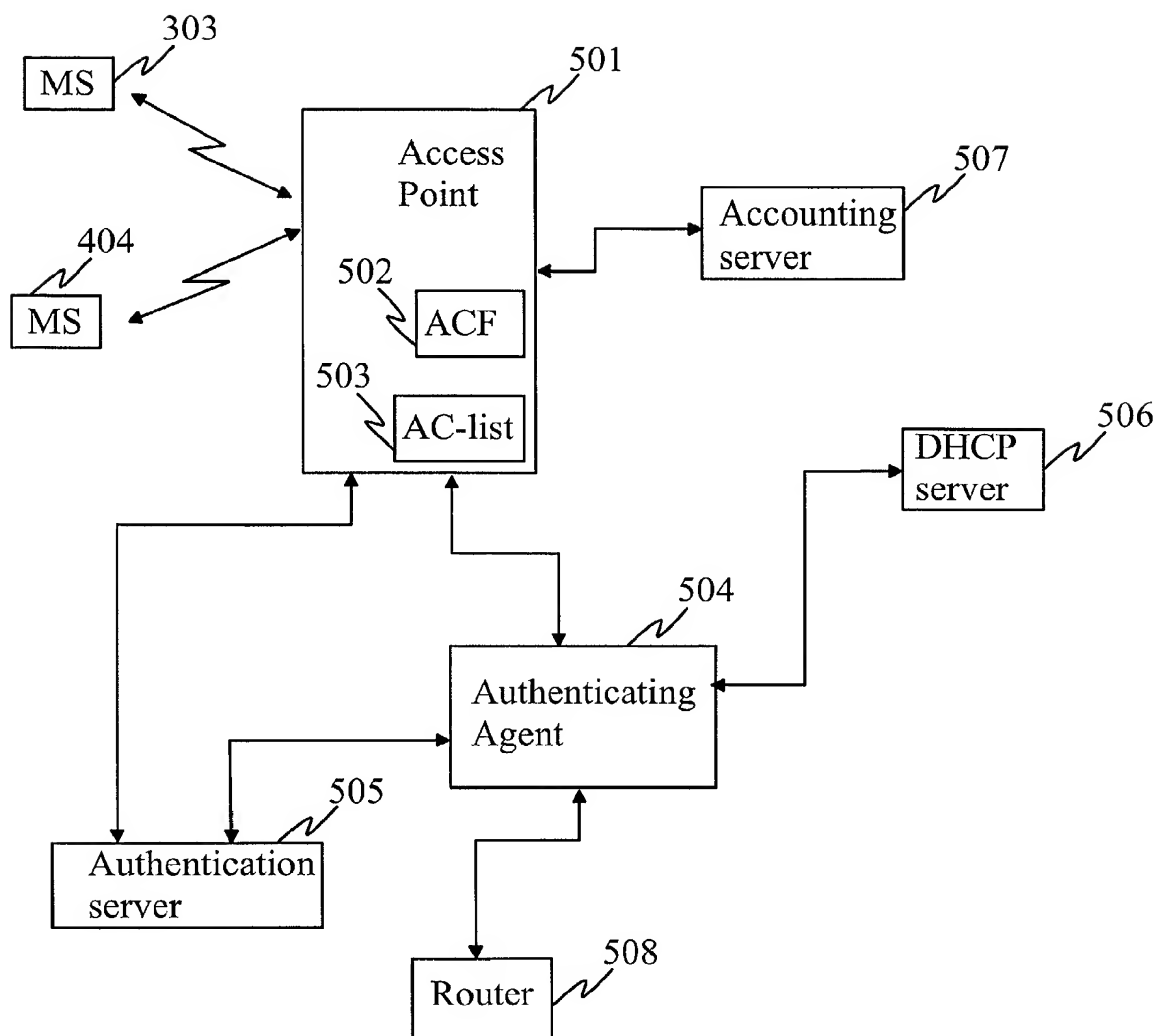 303
MS
501
Access
Point
507
Accounting
server
404
MS
502
ACF
503
AC-list
506
DHCP
server
504
Authenticating
Agent
505
Authentication
server
508
Router